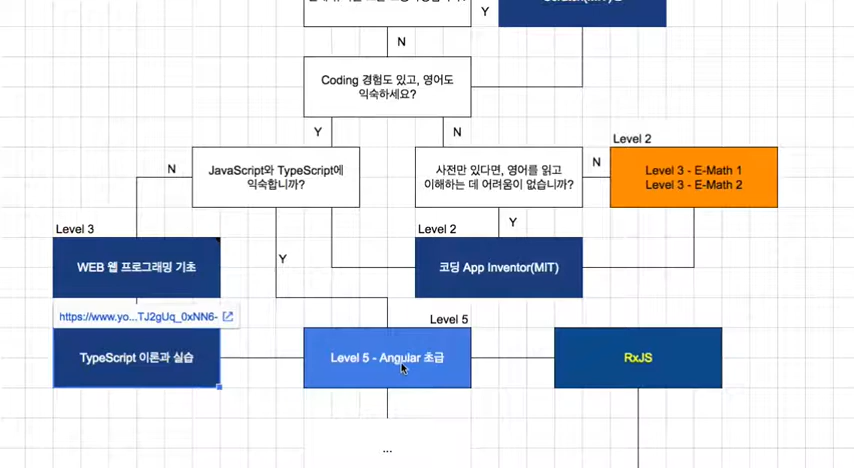 Y
N
Coding 경험도 있고, 영어도
익숙하세요?
Y
N
Level 2
N
JavaScript와 TypeScript에
익숙합니까?
사전만 있다면, 영어를 읽고
이해하는 데 어려움이 없습니까?
N
Level 3 - E-Math 1
Level 3 - E-Math 2
Level 3
Y
Level 2
Y
WEB 웹 프로그래밍 기초
코딩 App Inventor(MIT)
https://www.yo...TJ2gUq_0xNN6-
Level 5
TypeScript 이론과 실습
Level 5 - Angular 초급
RxJS
...